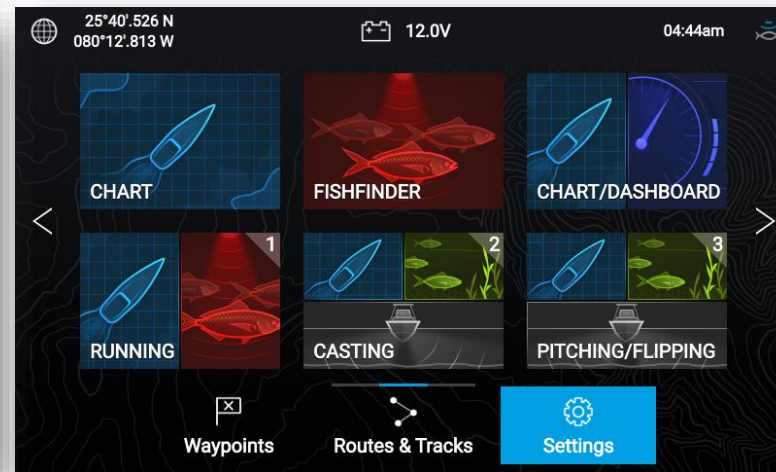 25°40'.526 N
080°12'.813 W
12.0V
04:44am
CHART
FISHFINDER
CHART/DASHBOARD
1
2
3
RUNNING
CASTING
PITCHING/FLIPPING
Waypoints
Routes & Tracks
Settings